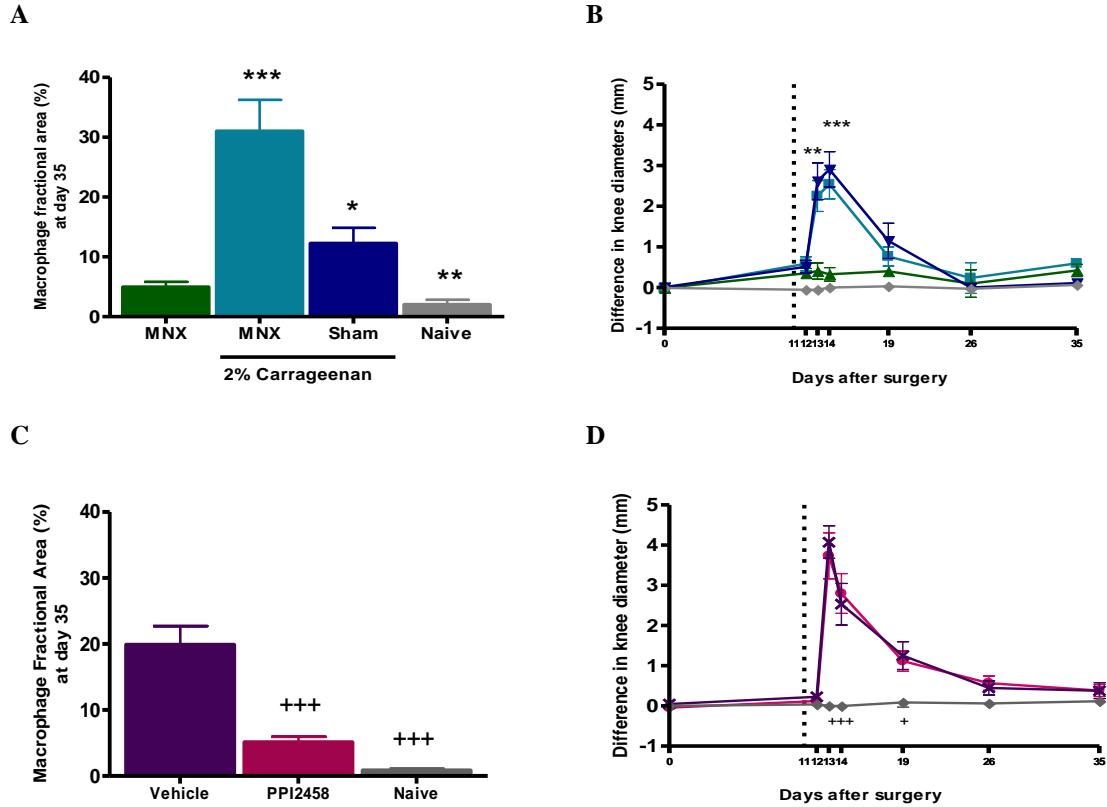 A
Macrophage fractional area (%)
at day 35
40
30
20
10
0
***
*
**
MNX
MNX
Sham
Naive
2% Carrageenan
B
Difference in knee diameters (mm)
5
4
3
2
1
0
-1
**
***
0
11
12
13
14
19
26
35
Days after surgery
C
Macrophage Fractional Area (%)
at day 35
40
30
20
10
0
+++
+++
Vehicle
PPI2458
Naive
D
Difference in knee diameter (mm)
5
4
3
2
1
0
-1
+++
+
0
11
12
13
14
19
26
35
Days after surgery